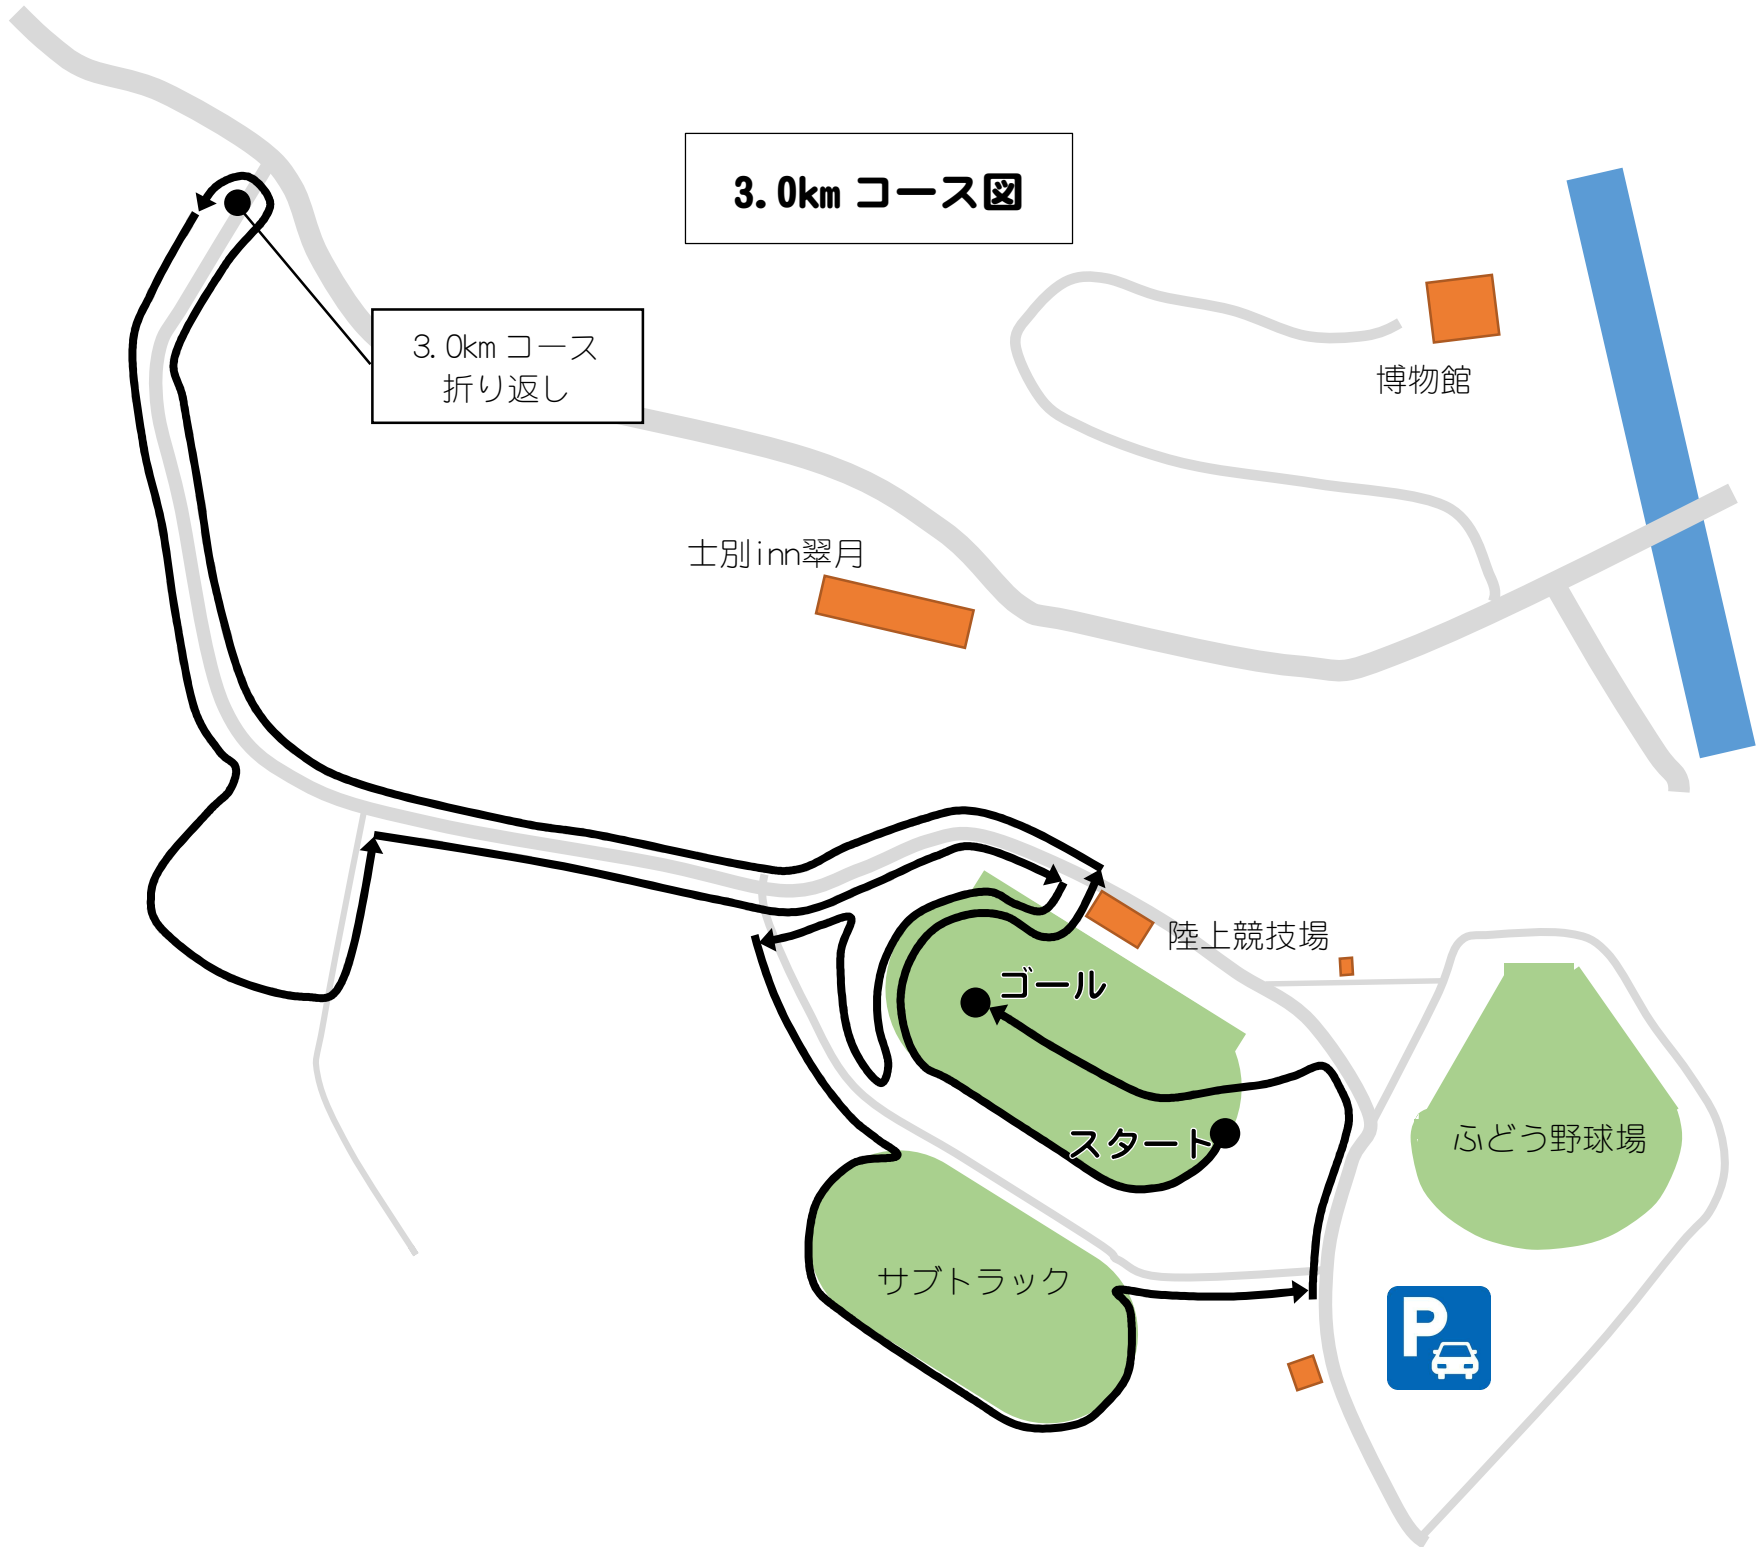 3.0km コース図
3.0km コース
折り返し
博物館
士別inn翠月
陸上競技場
ゴール
スタート
ふどう野球場
サブトラック
P